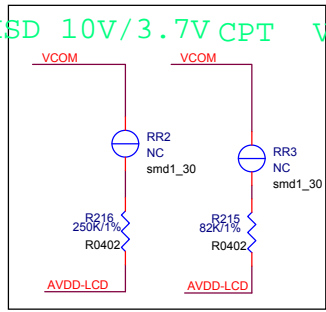 SD 10V/3.7V CPT V
VCOM
VCOM
RR2
NC
smd1_30
RR3
NC
smd1_30
R216
250K/1%
R0402
R215
82K/1%
R0402
AVDD-LCD
AVDD-LCD